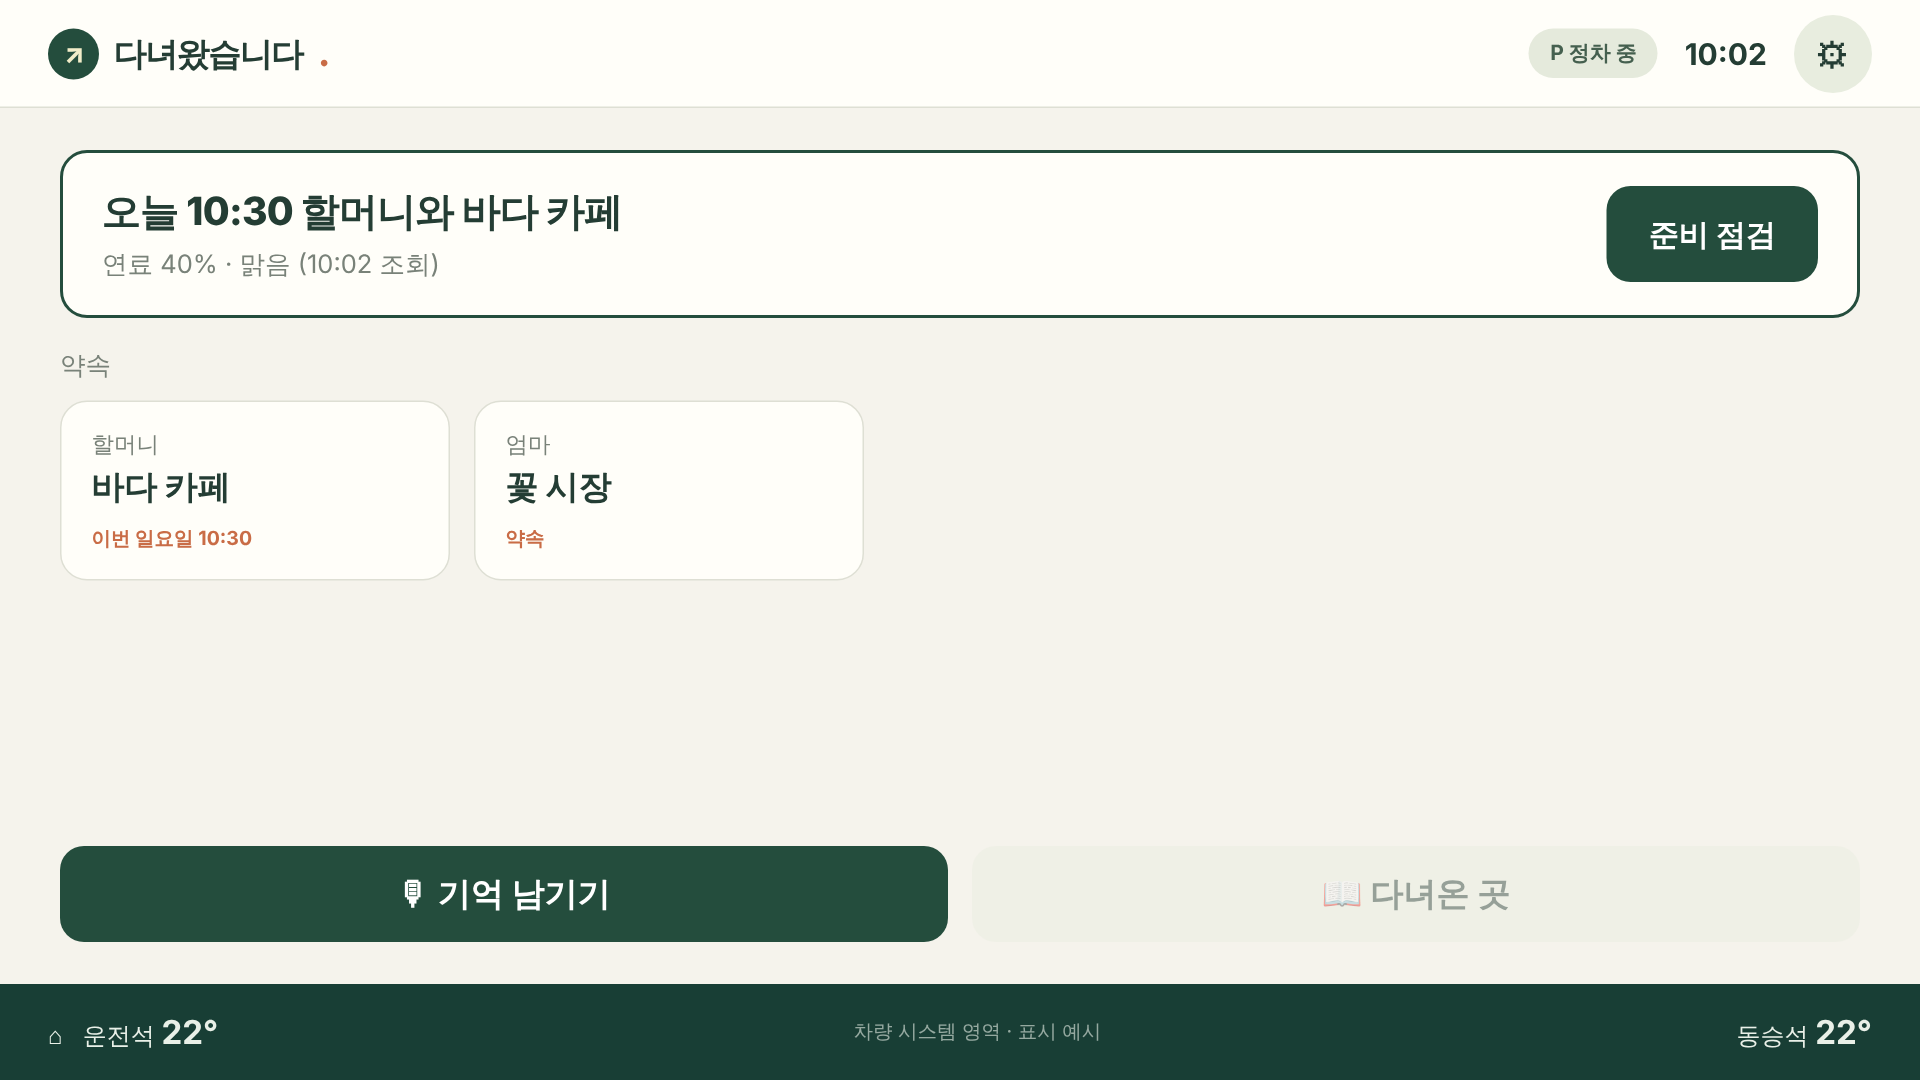 다녀왔습니다.
P 정차 중
10:02
오늘 10:30 할머니와 바다 카페
연료 40% · 맑음 (10:02 조회)
준비 점검
약속
할머니
바다 카페
이번 일요일 10:30
엄마
꽃 시장
약속
🎙 기억 남기기
📖 다녀온 곳
운전석 22°
차량 시스템 영역 · 표시 예시
동승석 22°